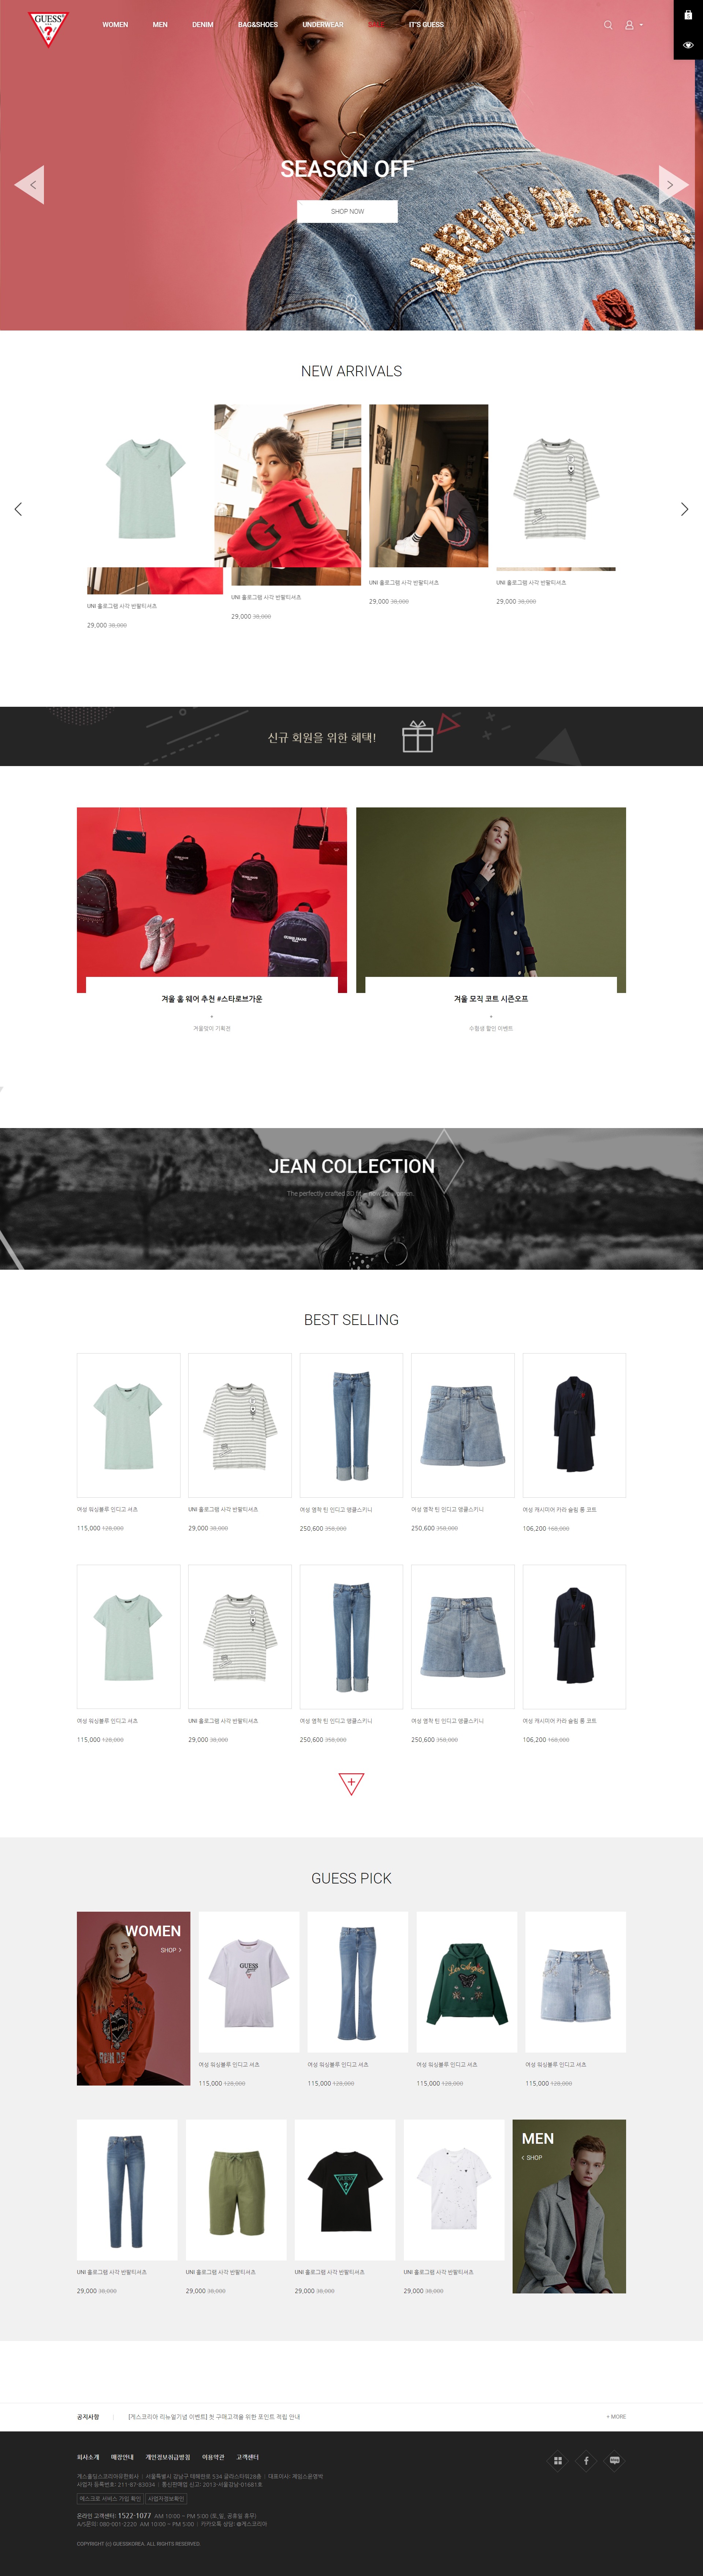 GUESS
?
WOMEN MEN DENIM BAG&SHOES UNDERWEAR SALE IT'S GUESS
SEASON OFF
SHOP NOW
NEW ARRIVALS
UNI 홀로그램 사각 반팔티셔츠
29,000 38,000
UNI 홀로그램 사각 반팔티셔츠
29,000 38,000
UNI 홀로그램 사각 반팔티셔츠
29,000 38,000
UNI 홀로그램 사각 반팔티셔츠
29,000 38,000
신규 회원을 위한 혜택!
겨울 홈 웨어 추천 #스타로브가운
+
겨울맞이 기획전
겨울 모직 코트 시즌오프
+
수험생 할인 이벤트
JEAN COLLECTION
The perfectly crafted 3D fit – now for women.
BEST SELLING
여성 워싱블루 인디고 셔츠
115,000 128,000
UNI 홀로그램 사각 반팔티셔츠
29,000 38,000
여성 앵착 틴 인디고 앵클스키니
250,600 358,000
여성 앵착 틴 인디고 앵클스키니
250,600 358,000
여성 캐시미어 카라 슬림 롱 코트
106,200 168,000
여성 워싱블루 인디고 셔츠
115,000 128,000
UNI 홀로그램 사각 반팔티셔츠
29,000 38,000
여성 앵착 틴 인디고 앵클스키니
250,600 358,000
여성 앵착 틴 인디고 앵클스키니
250,600 358,000
여성 캐시미어 카라 슬림 롱 코트
106,200 168,000
GUESS PICK
WOMEN
SHOP >
여성 워싱블루 인디고 셔츠
115,000 128,000
여성 워싱블루 인디고 셔츠
115,000 128,000
여성 워싱블루 인디고 셔츠
115,000 128,000
여성 워싱블루 인디고 셔츠
115,000 128,000
UNI 홀로그램 사각 반팔티셔츠
29,000 38,000
UNI 홀로그램 사각 반팔티셔츠
29,000 38,000
UNI 홀로그램 사각 반팔티셔츠
29,000 38,000
UNI 홀로그램 사각 반팔티셔츠
29,000 38,000
MEN
< SHOP
공지사항 | [게스코리아 리뉴얼기념 이벤트] 첫 구매고객을 위한 포인트 적립 안내 + MORE
회사소개 매장안내 개인정보취급방침 이용약관 고객센터
게스홀딩스코리아유한회사 | 서울특별시 강남구 테헤란로 534 글라스타워28층 | 대표이사: 제임스윤영박
사업자 등록번호: 211-87-83034 | 통신판매업 신고: 2013-서울강남-01681호
에스크로 서비스 가입 확인 사업자정보확인
온라인 고객센터: 1522-1077 AM 10:00 ~ PM 5:00 (토,일, 공휴일 휴무)
A/S문의: 080-001-2220 AM 10:00 ~ PM 5:00 | 카카오톡 상담: @게스코리아
COPYRIGHT (c) GUESSKOREA. ALL RIGHTS RESERVED